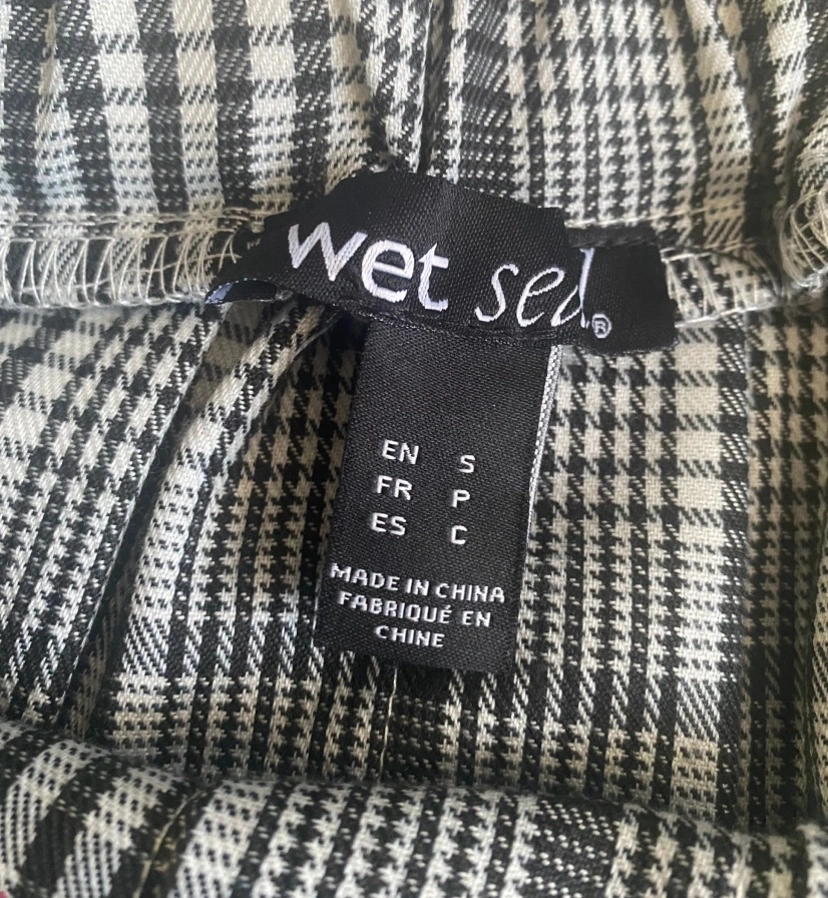 wet seal®
EN S
FR P
ES C
MADE IN CHINA
FABRIQUÉ EN
CHINE